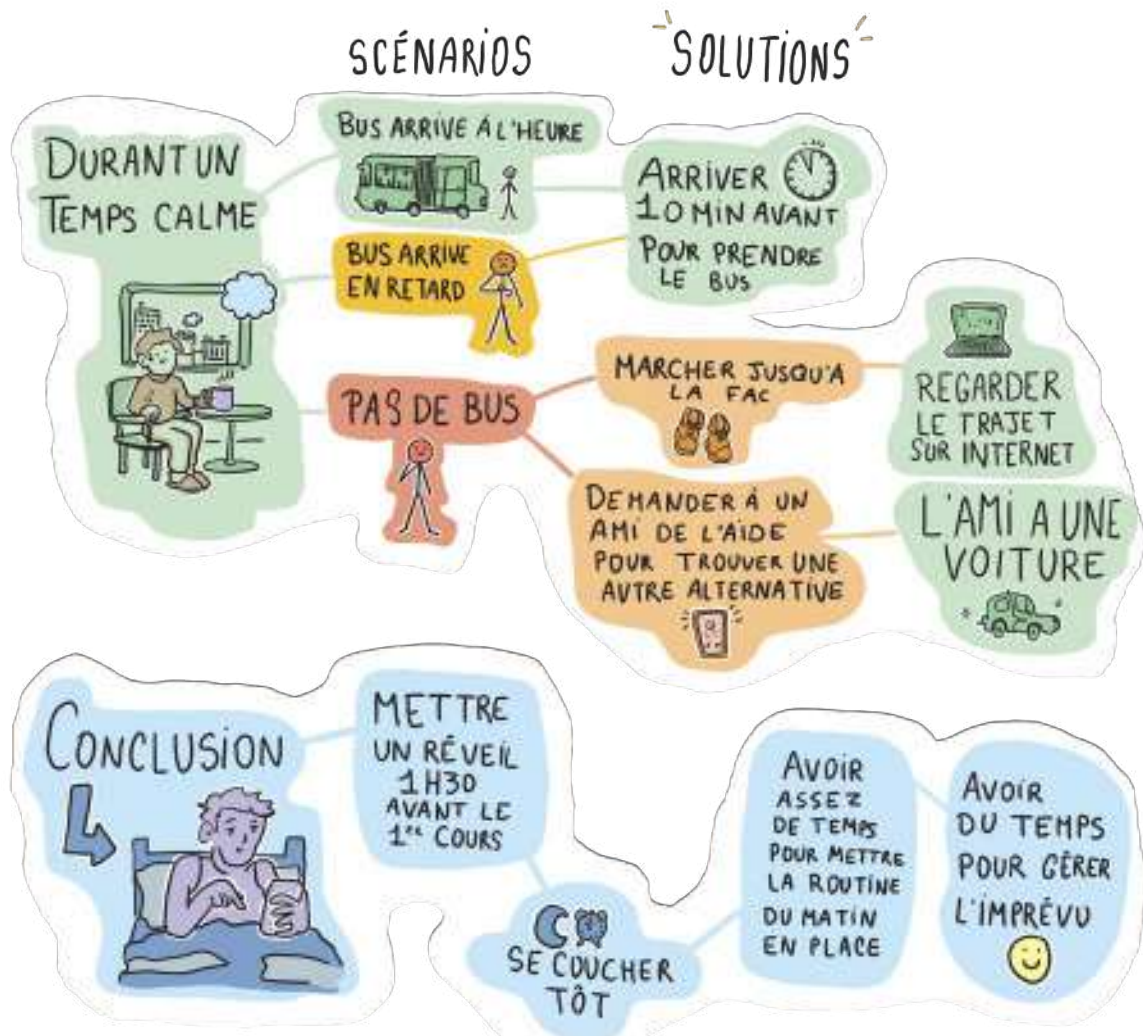 SCÉNARIOS
SOLUTIONS
DURANT UN
TEMPS CALME
BUS ARRIVE À L'HEURE
ARRIVER
10 MIN AVANT
POUR PRENDRE
LE BUS
BUS ARRIVE
EN RETARD
PAS DE BUS
MARCHER JUSQU'A
LA FAC
REGARDER
LE TRAJET
SUR INTERNET
DEMANDER À UN
AMI DE L'AIDE
POUR TROUVER UNE
AUTRE ALTERNATIVE
L'AMI A UNE
VOITURE
CONCLUSION
METTRE
UN RÉVEIL
1H30
AVANT LE
1er COURS
SE COUCHER
TÔT
AVOIR
ASSEZ
DE TEMPS
POUR METTRE
LA ROUTINE
DU MATIN
EN PLACE
AVOIR
DU TEMPS
POUR GÉRER
L'IMPRÉVU